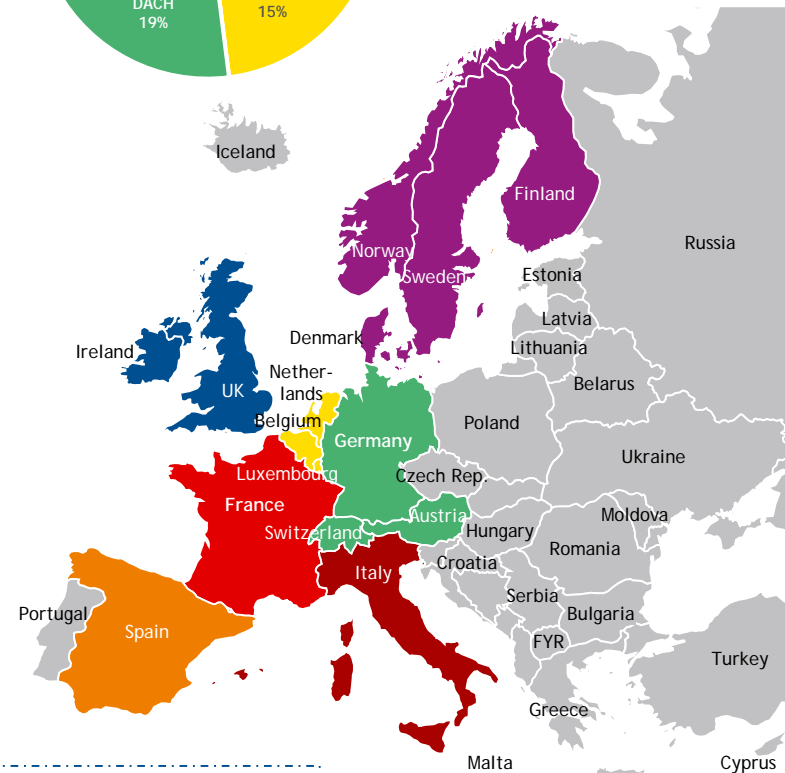 DACH
19%
15%
Iceland
Finland
Norway
Russia
Sweden
Estonia
Latvia
Denmark
Lithuania
Ireland
Nether-
lands
Belarus
UK
Belgium
Poland
Germany
Ukraine
Luxembourg
Czech Rep.
France
Austria
Moldova
Switzerland
Hungary
Romania
Croatia
Italy
Serbia
Portugal
Bulgaria
Spain
FYR
Turkey
Greece
Malta
Cyprus